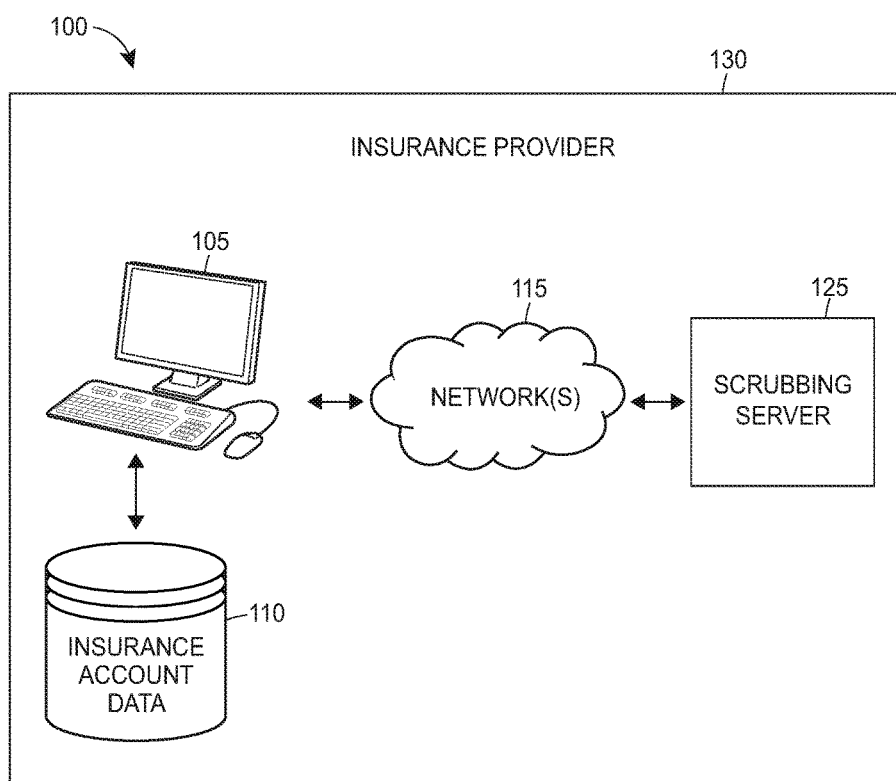 100
130
INSURANCE PROVIDER
105
115
125
NETWORK(S)
SCRUBBING
SERVER
110
INSURANCE
ACCOUNT
DATA